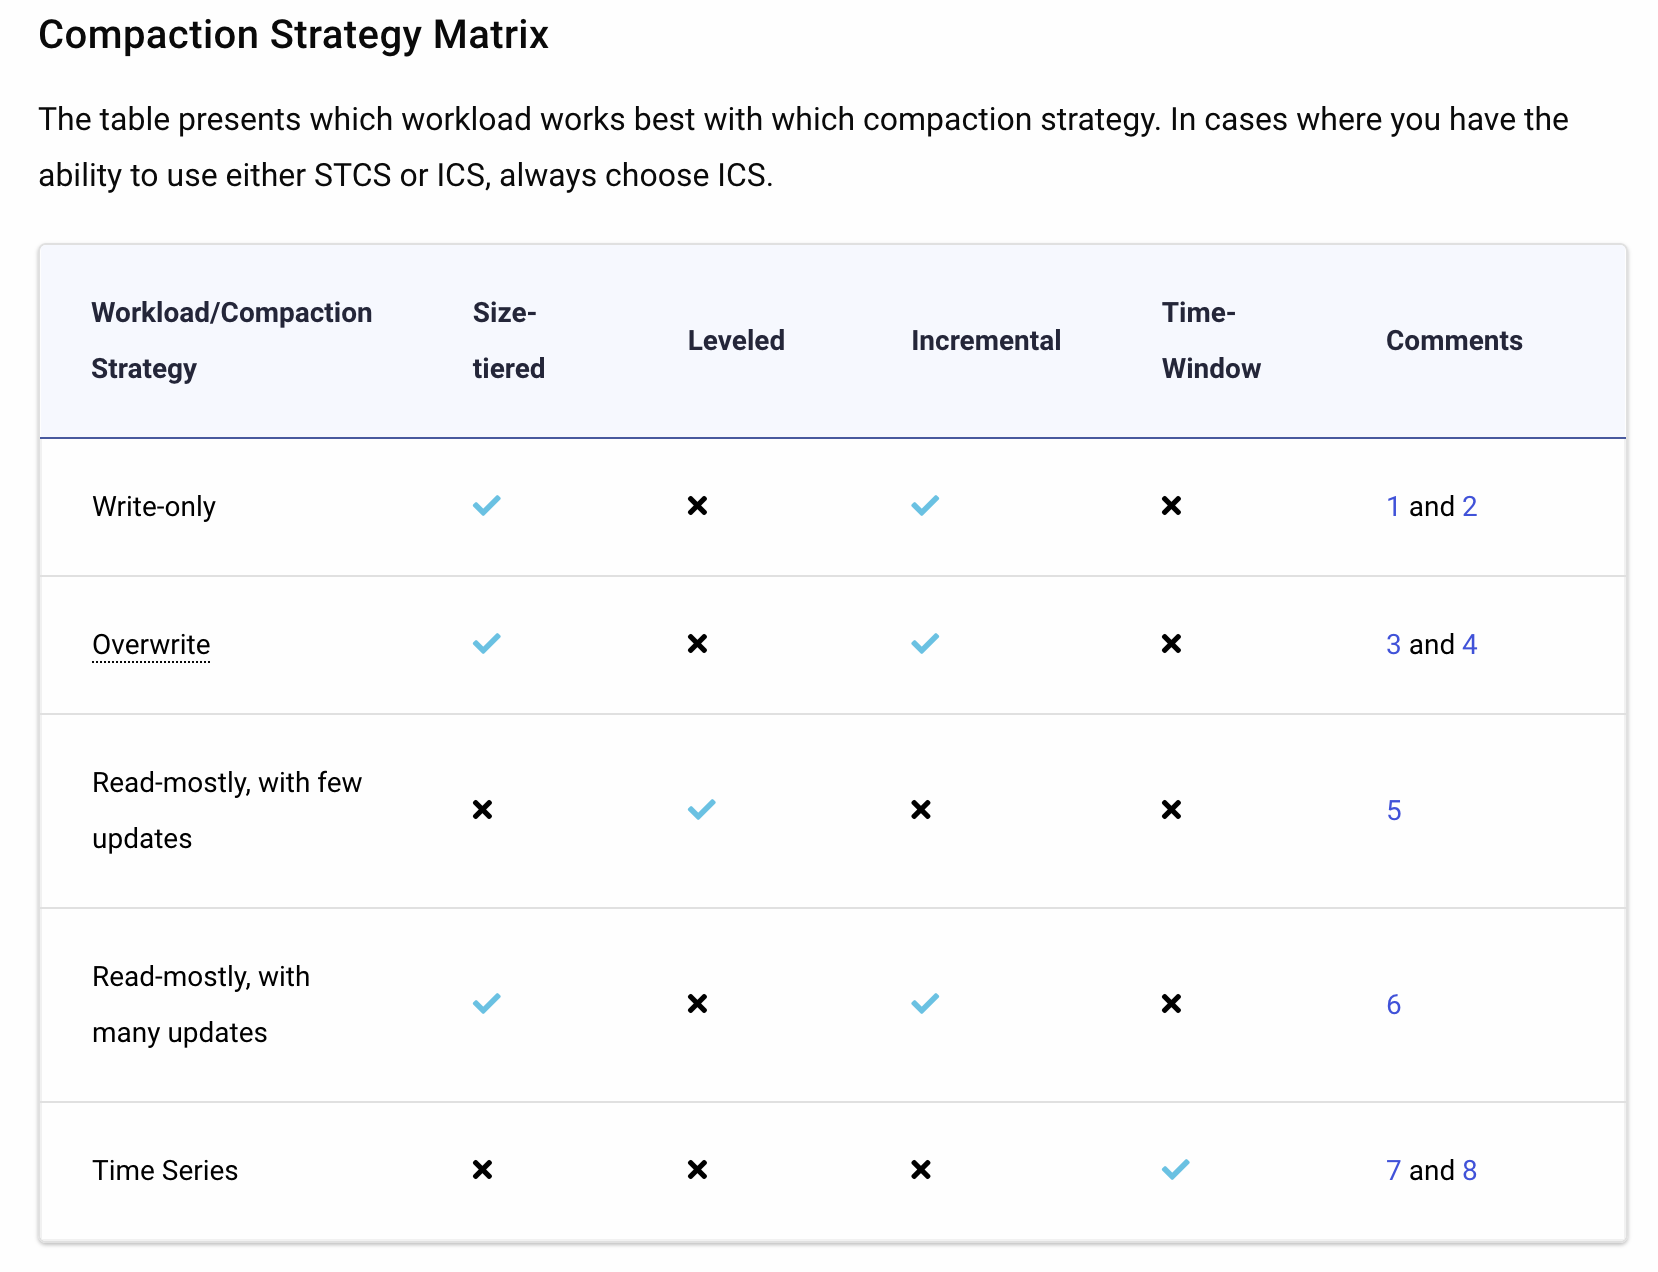 Compaction Strategy Matrix
The table presents which workload works best with which compaction strategy. In cases where you have the
ability to use either STCS or ICS, always choose ICS.
Workload/Compaction Strategy Size-tiered Leveled Incremental Time-Window Comments
Write-only ✓ ✗ ✓ ✗ 1 and 2
Overwrite ✓ ✗ ✓ ✗ 3 and 4
Read-mostly, with few updates ✗ ✓ ✗ ✗ 5
Read-mostly, with many updates ✓ ✗ ✓ ✗ 6
Time Series ✗ ✗ ✗ ✓ 7 and 8